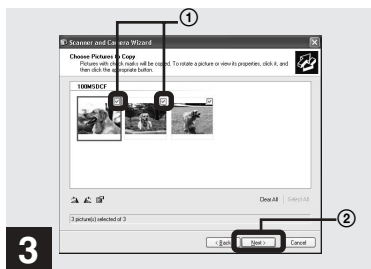 ①
Scanner and Camera Wizard
Choose Pictures to Copy
Pictures with check marks will be copied. To rotate a picture or view its properties, click it, and
then click the appropriate button.
100MSDCF
Clear All Select All
3 picture(s) selected of 3
②
< Back Next > Cancel
3